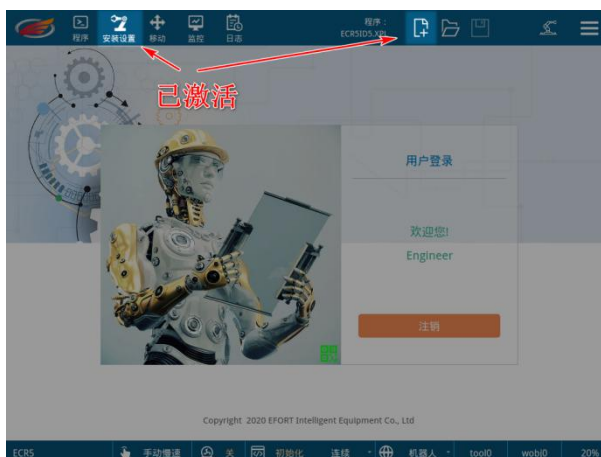 程序 安装设置 移动 监控 日志
程序：
ECR5ID5.XPL
已激活
用户登录
欢迎您!
Engineer
注销
Copyright 2020 EFORT Intelligent Equipment Co., Ltd
ECR5 手动慢速 关 初始化 连续 机器人 tool0 wobj0 20%